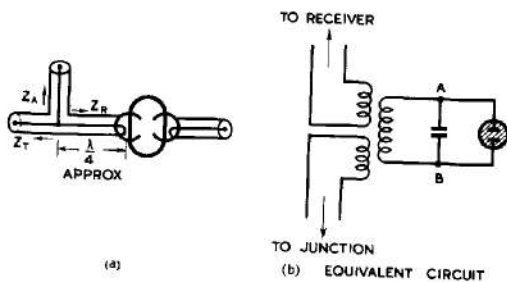 Z_A
Z_R
Z_T
λ/4
APPROX
(a)
TO RECEIVER
A
B
TO JUNCTION
(b) EQUIVALENT CIRCUIT